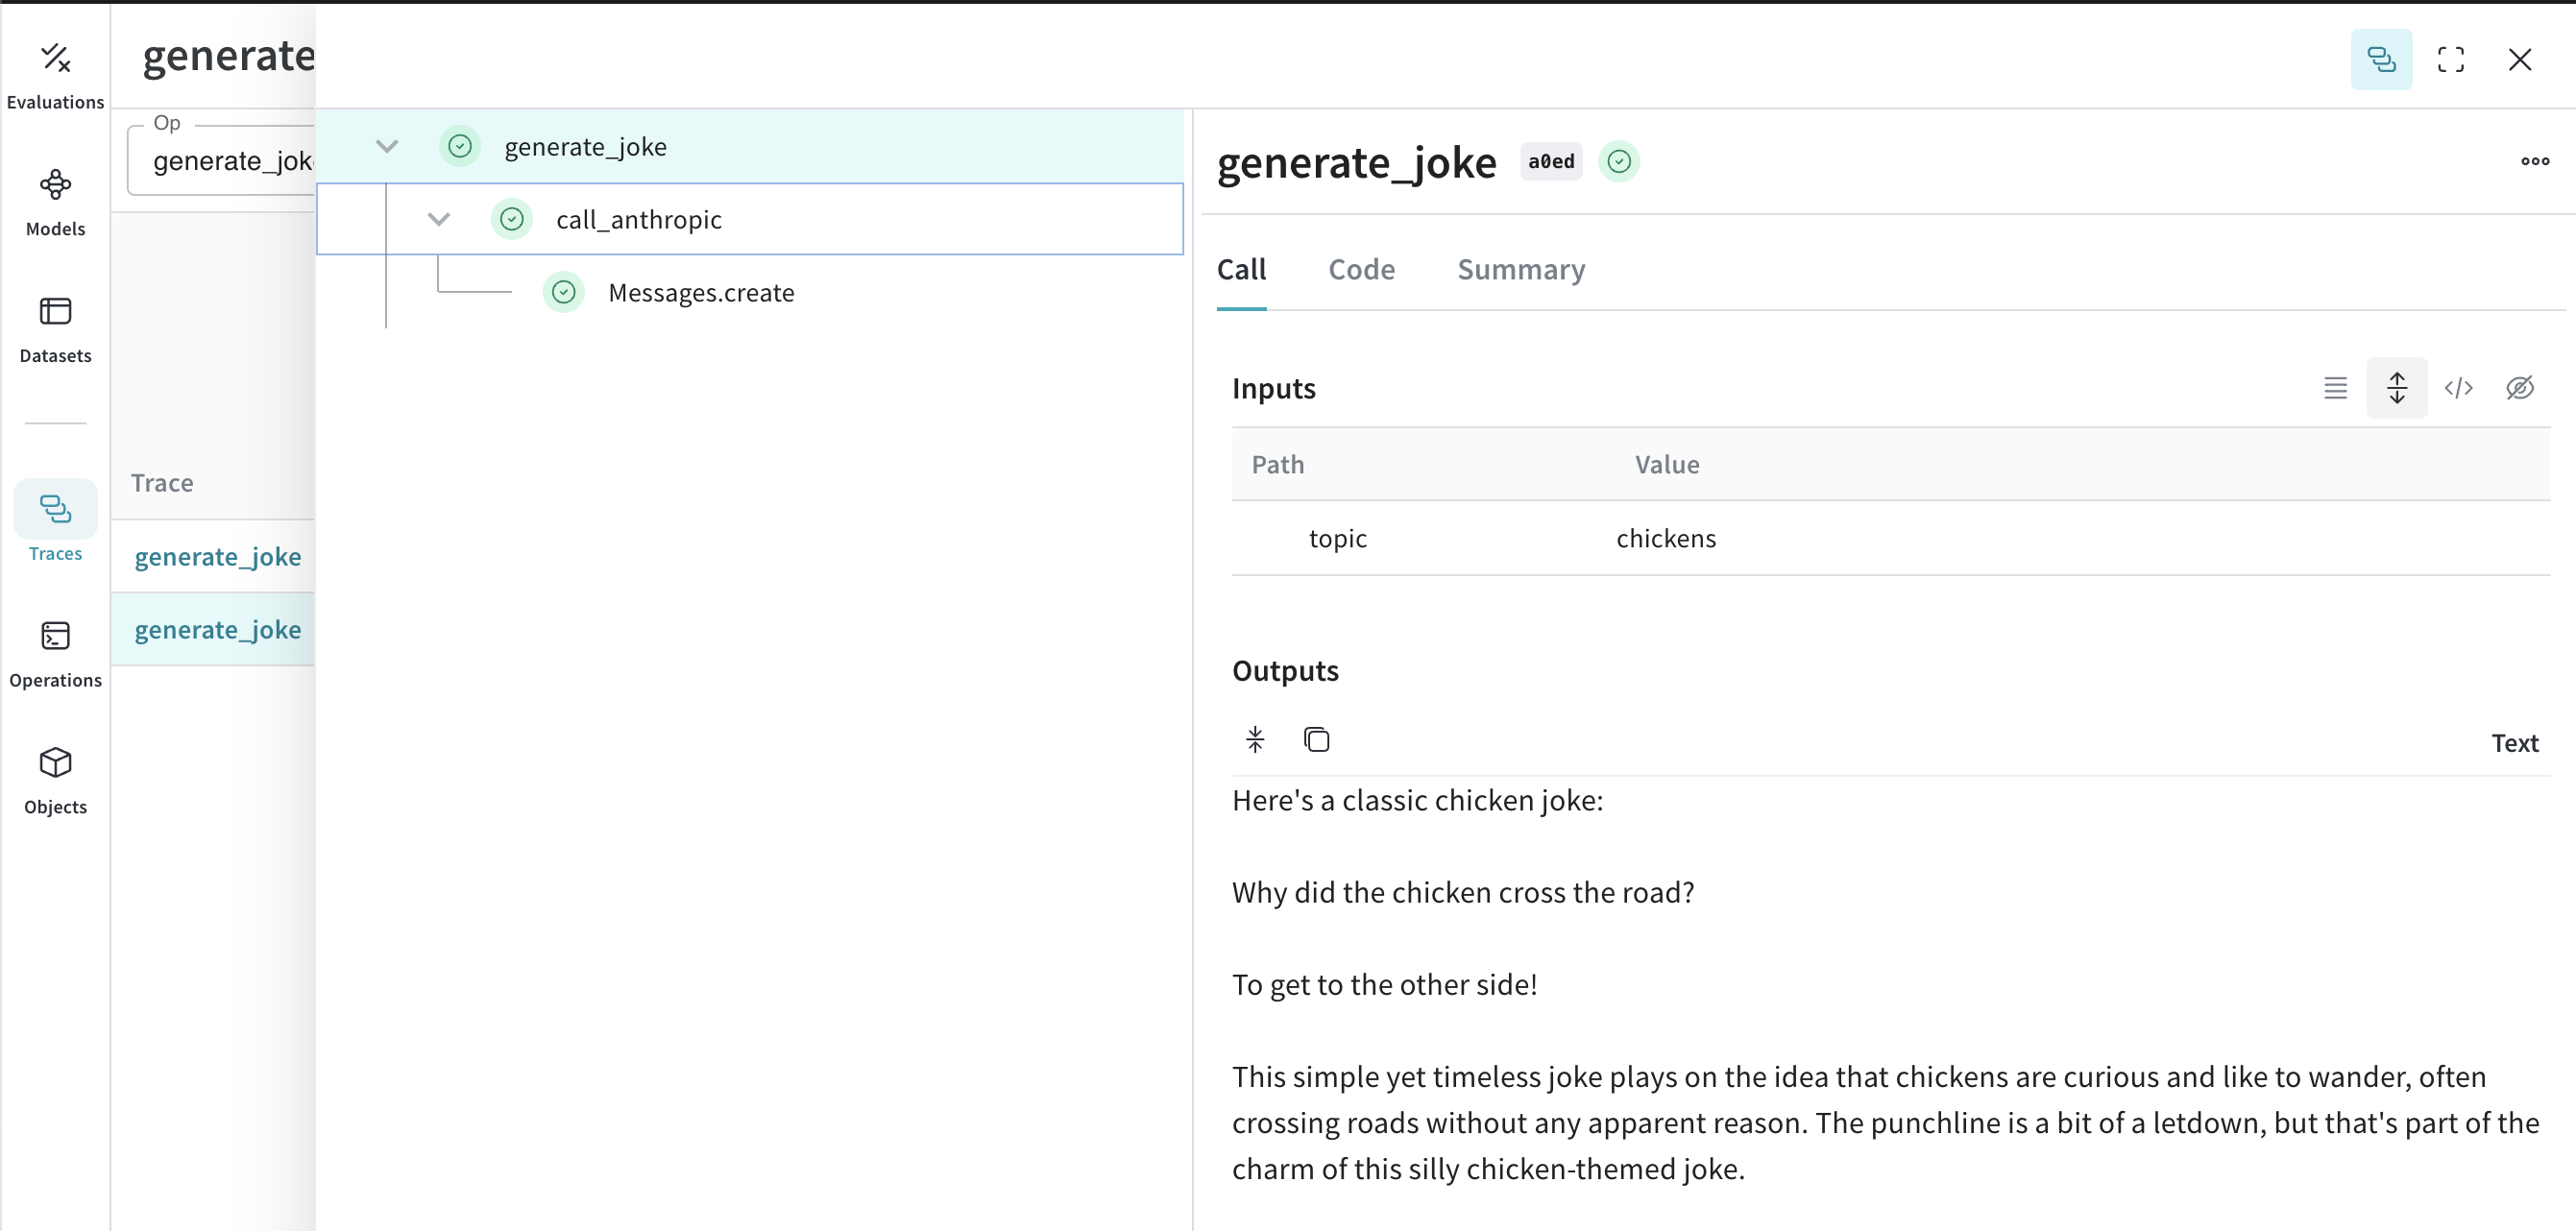 Evaluations
Models
Datasets
Traces
Operations
Objects
generate
Op
generate_jok
Trace
generate_joke
generate_joke
generate_joke
call_anthropic
Messages.create
generate_joke a0ed
Call Code Summary
Inputs
Path Value
topic chickens
Outputs
Text
Here's a classic chicken joke:
Why did the chicken cross the road?
To get to the other side!
This simple yet timeless joke plays on the idea that chickens are curious and like to wander, often
crossing roads without any apparent reason. The punchline is a bit of a letdown, but that's part of the
charm of this silly chicken-themed joke.